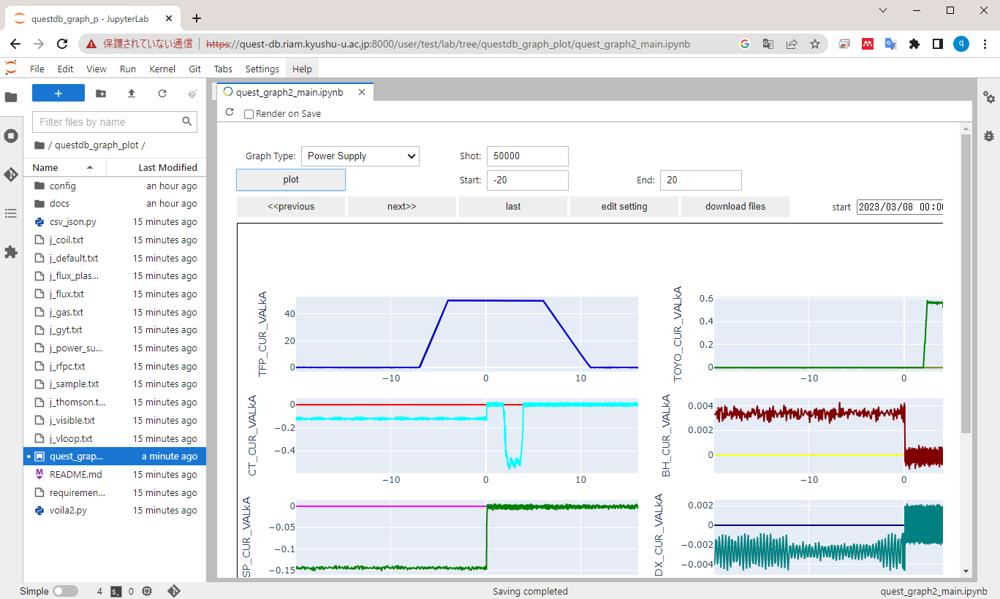 questdb_graph_p - JupyterLab
保護されていない通信 https://quest-db.riam.kyushu-u.ac.jp:8000/user/test/lab/tree/questdb_graph_plot/quest_graph2_main.ipynb q
File Edit View Run Kernel Git Tabs Settings Help
+
Filter files by name
/ questdb_graph_plot /
Name Last Modified
config an hour ago
docs an hour ago
csv_json.py 15 minutes ago
j_coil.txt 15 minutes ago
j_default.txt 15 minutes ago
j_flux_plas... 15 minutes ago
j_flux.txt 15 minutes ago
j_gas.txt 15 minutes ago
j_gyt.txt 15 minutes ago
j_power_su... 15 minutes ago
j_rfpc.txt 15 minutes ago
j_sample.txt 15 minutes ago
j_thomson.t... 15 minutes ago
j_visible.txt 15 minutes ago
j_vloop.txt 15 minutes ago
quest_grap... a minute ago
README.md 15 minutes ago
requiremen... 15 minutes ago
voila2.py 15 minutes ago
quest_graph2_main.ipynb
Render on Save
Graph Type: Power Supply Shot: 50000
plot Start: -20 End: 20
<<previous next>> last edit setting download files start 2023/03/08 00:00
TFP_CUR_VALkA
40
20
0
−10 0 10
TOYO_CUR_VALkA
0.6
0.4
0.2
0
−10 0
CT_CUR_VALkA
0
−0.2
−0.4
−10 0 10
BH_CUR_VALkA
0.004
0.002
0
−10 0
SP_CUR_VALkA
0
−0.05
−0.1
−0.15
DX_CUR_VALkA
0.002
0
−0.002
−0.004
Simple 4 $_ 0 Saving completed quest_graph2_main.ipynb